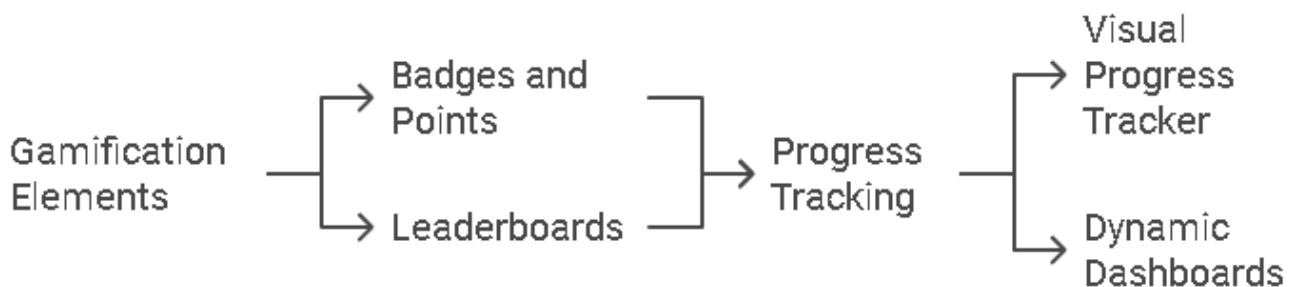 Gamification
Elements
Badges and
Points
Leaderboards
Progress
Tracking
Visual
Progress
Tracker
Dynamic
Dashboards